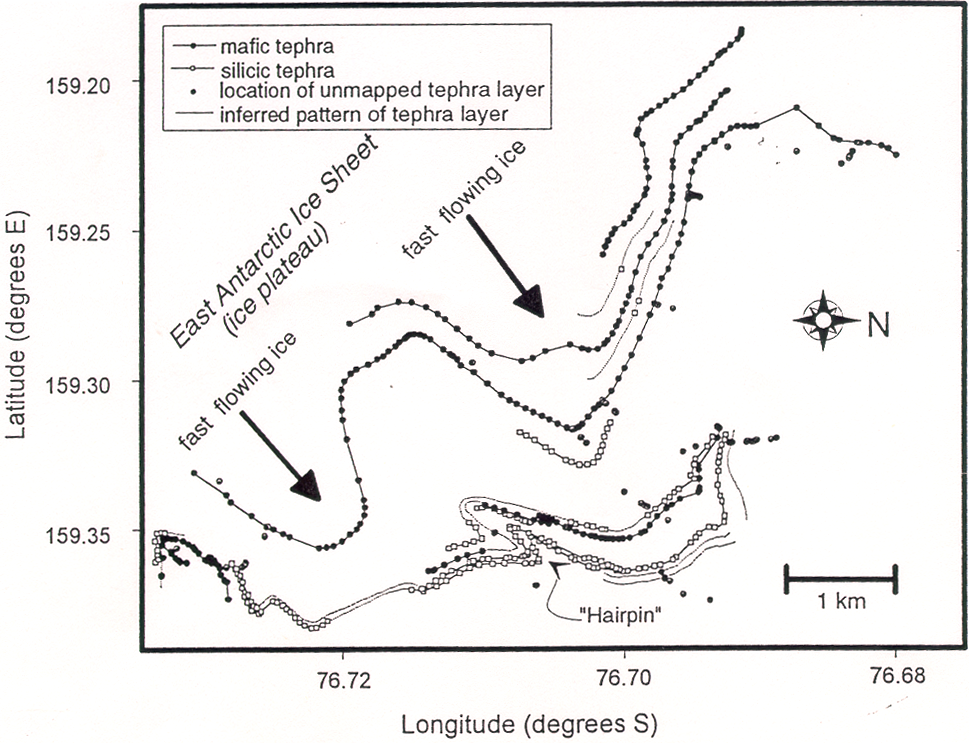 mafic tephra
silicic tephra
location of unmapped tephra layer
inferred pattern of tephra layer
159.20
159.25
159.30
159.35
Latitude (degrees E)
East Antarctic Ice Sheet
(ice plateau)
fast flowing ice
fast flowing ice
N
"Hairpin"
1 km
76.72
76.70
76.68
Longitude (degrees S)